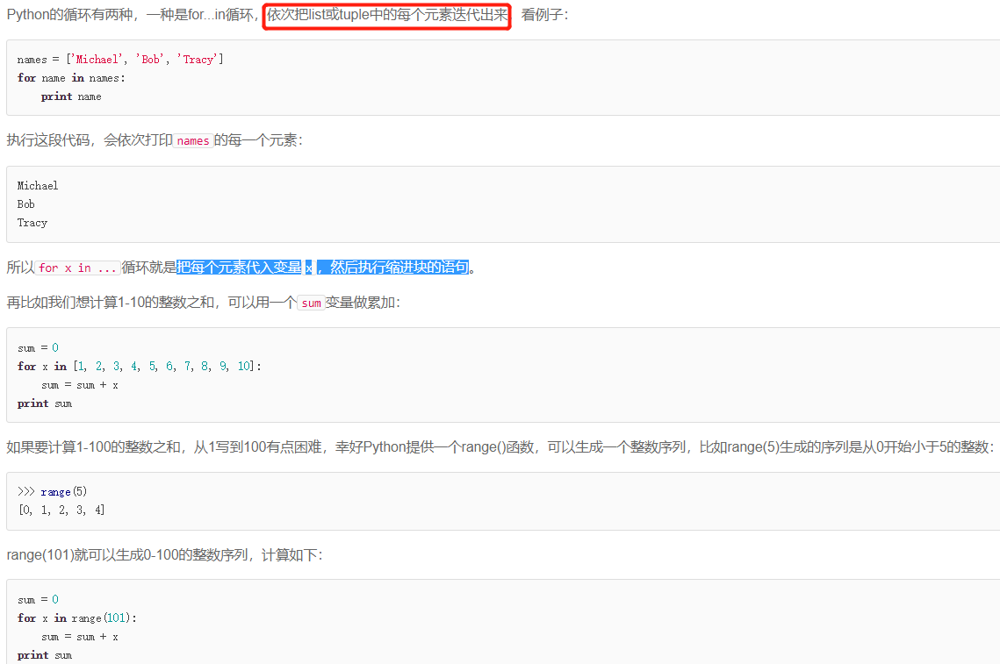 Python的循环有两种，一种是for...in循环，依次把list或tuple中的每个元素迭代出来，看例子：
names = ['Michael', 'Bob', 'Tracy']
for name in names:
    print name
执行这段代码，会依次打印names的每一个元素：
Michael
Bob
Tracy
所以for x in ...循环就是把每个元素代入变量x，然后执行缩进块的语句。
再比如我们想计算1-10的整数之和，可以用一个sum变量做累加：
sum = 0
for x in [1, 2, 3, 4, 5, 6, 7, 8, 9, 10]:
    sum = sum + x
print sum
如果要计算1-100的整数之和，从1写到100有点困难，幸好Python提供一个range()函数，可以生成一个整数序列，比如range(5)生成的序列是从0开始小于5的整数：
>>> range(5)
[0, 1, 2, 3, 4]
range(101)就可以生成0-100的整数序列，计算如下：
sum = 0
for x in range(101):
    sum = sum + x
print sum